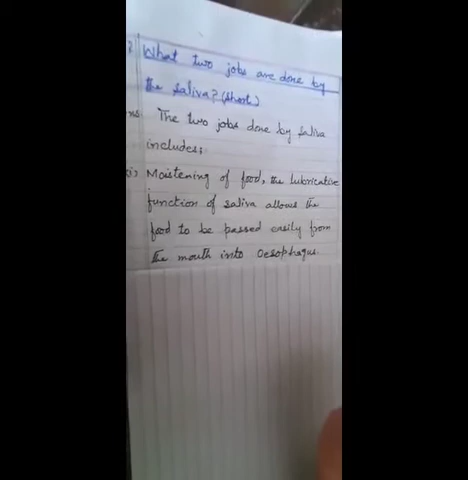 What two jobs are done by
the saliva? (Short)
ns. The two jobs done by saliva
includes;
i> Moistening of food, the lubricative
function of saliva allows the
food to be passed easily from
the mouth into Oesophagus.